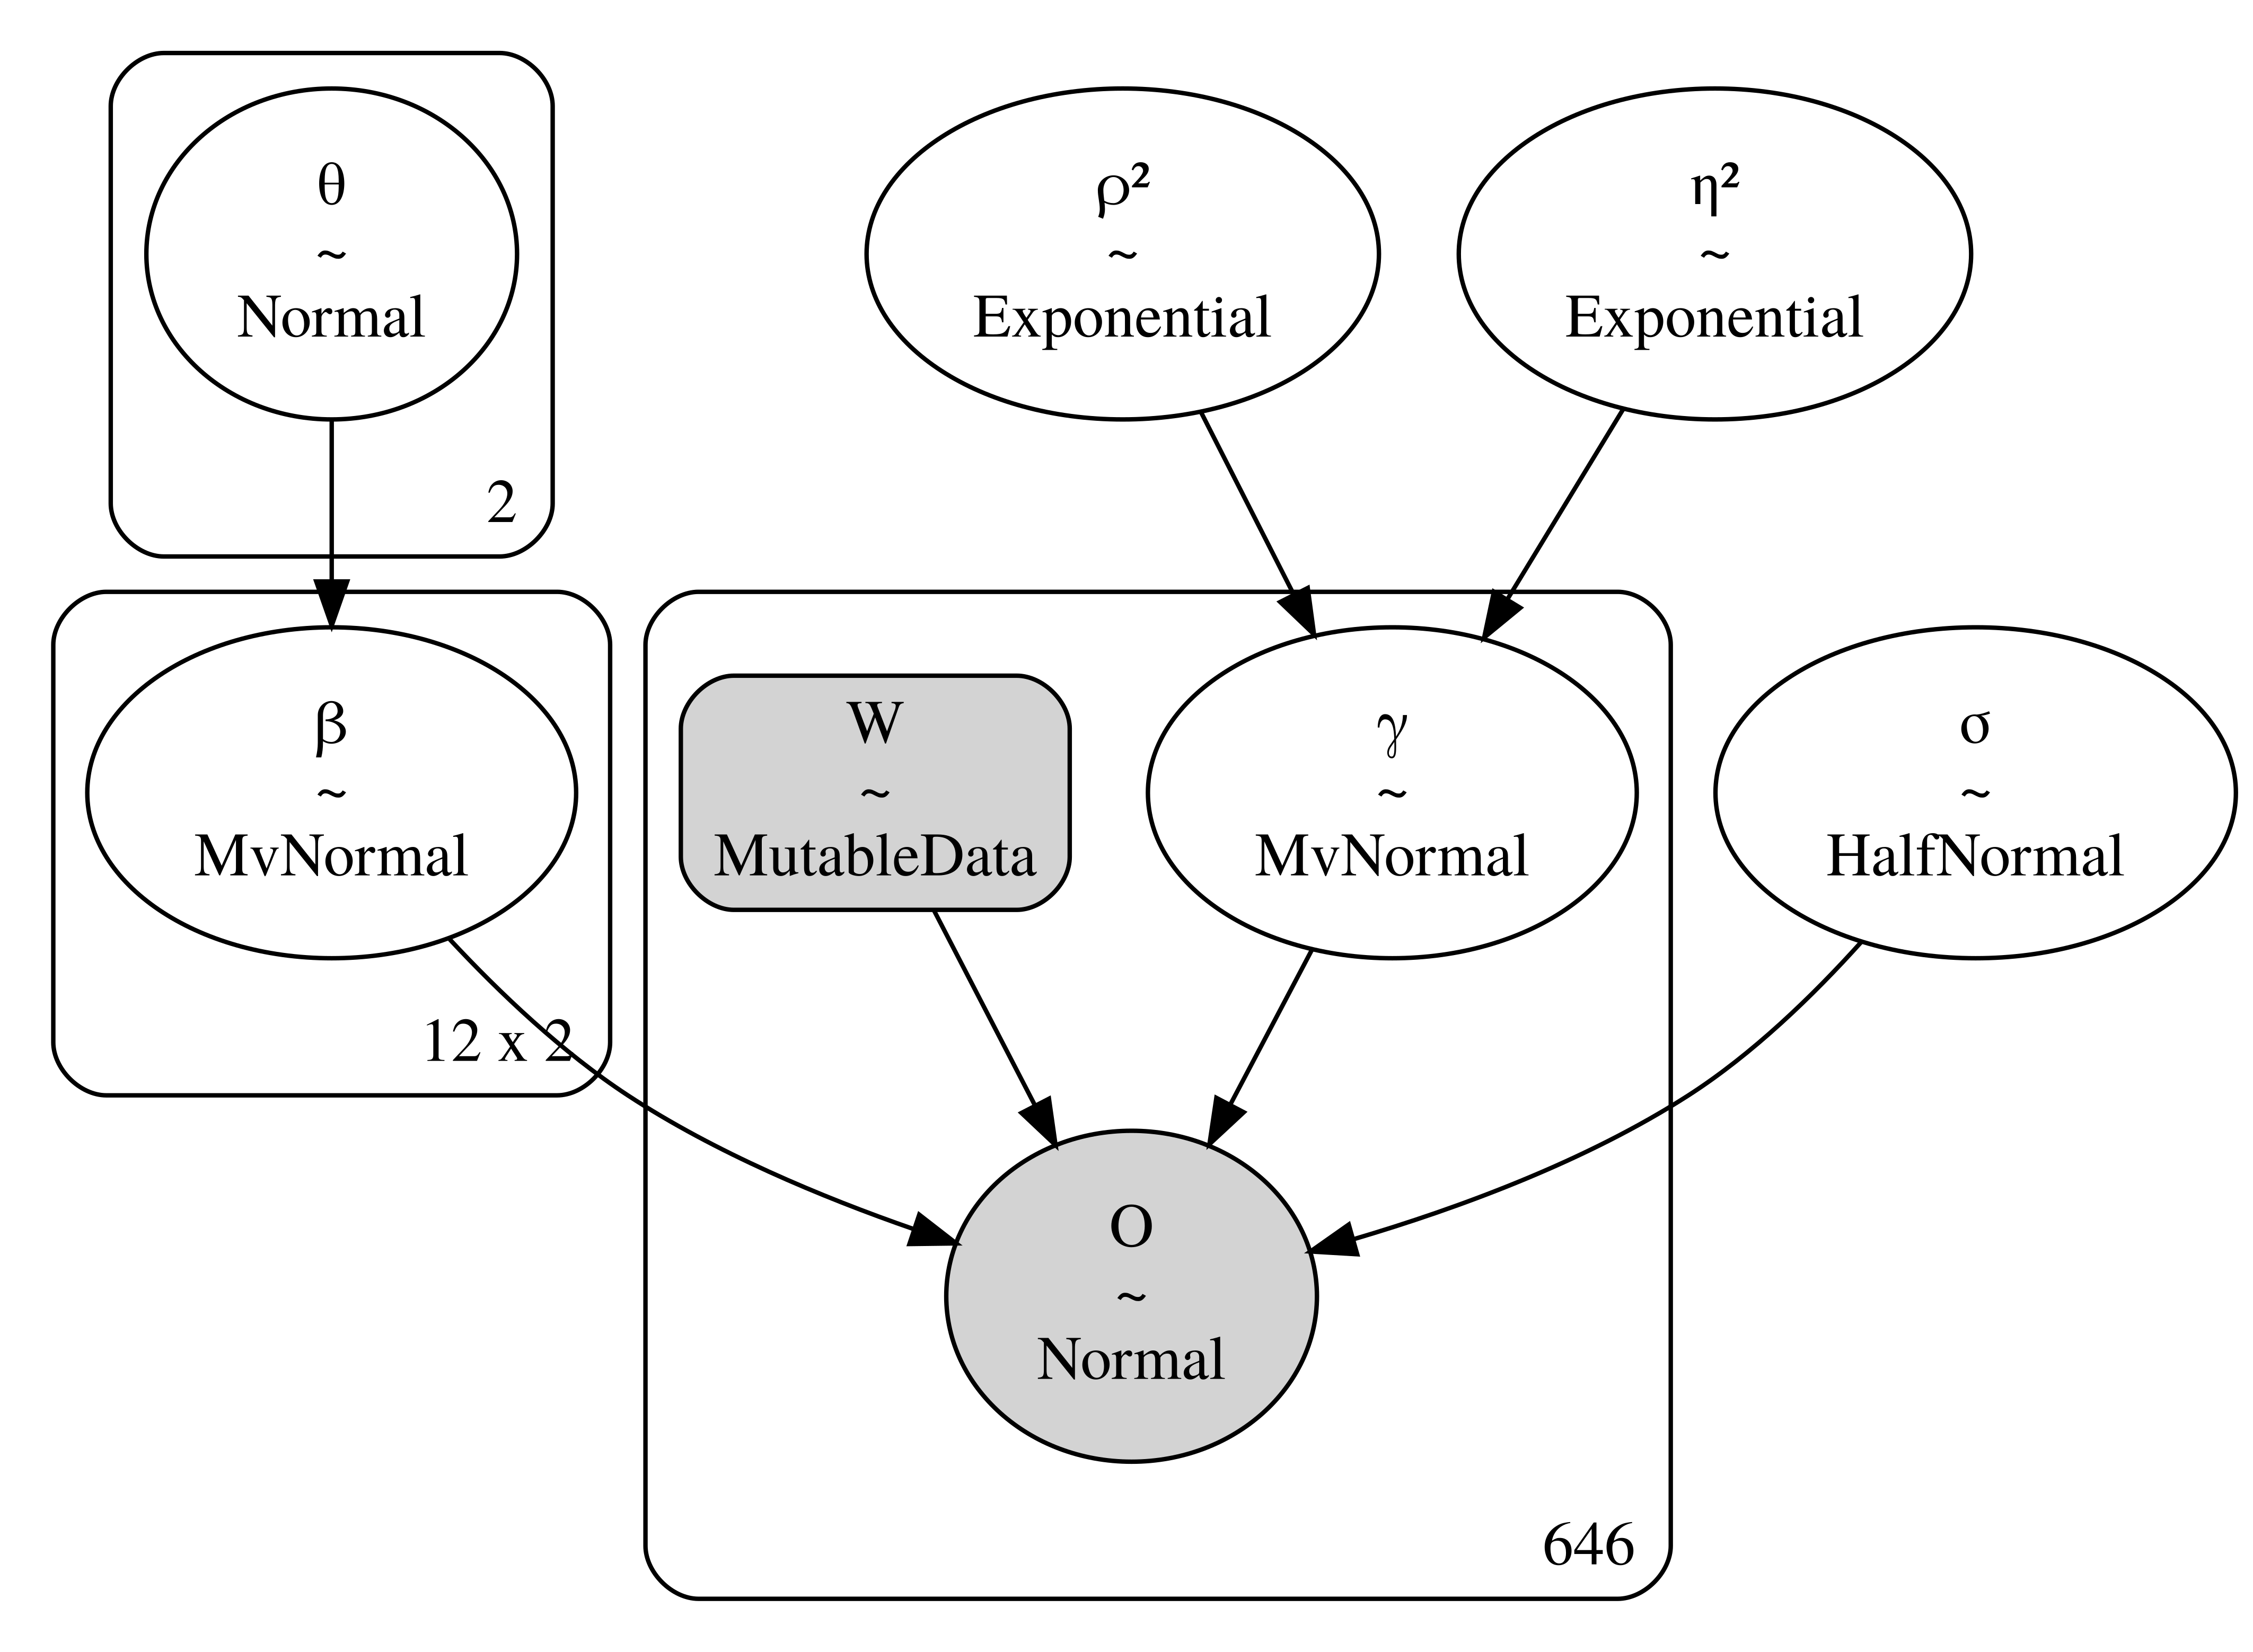 θ
~
Normal
2
ρ²
~
Exponential
η²
~
Exponential
β
~
MvNormal
12 x 2
W
~
MutableData
γ
~
MvNormal
σ
~
HalfNormal
O
~
Normal
646